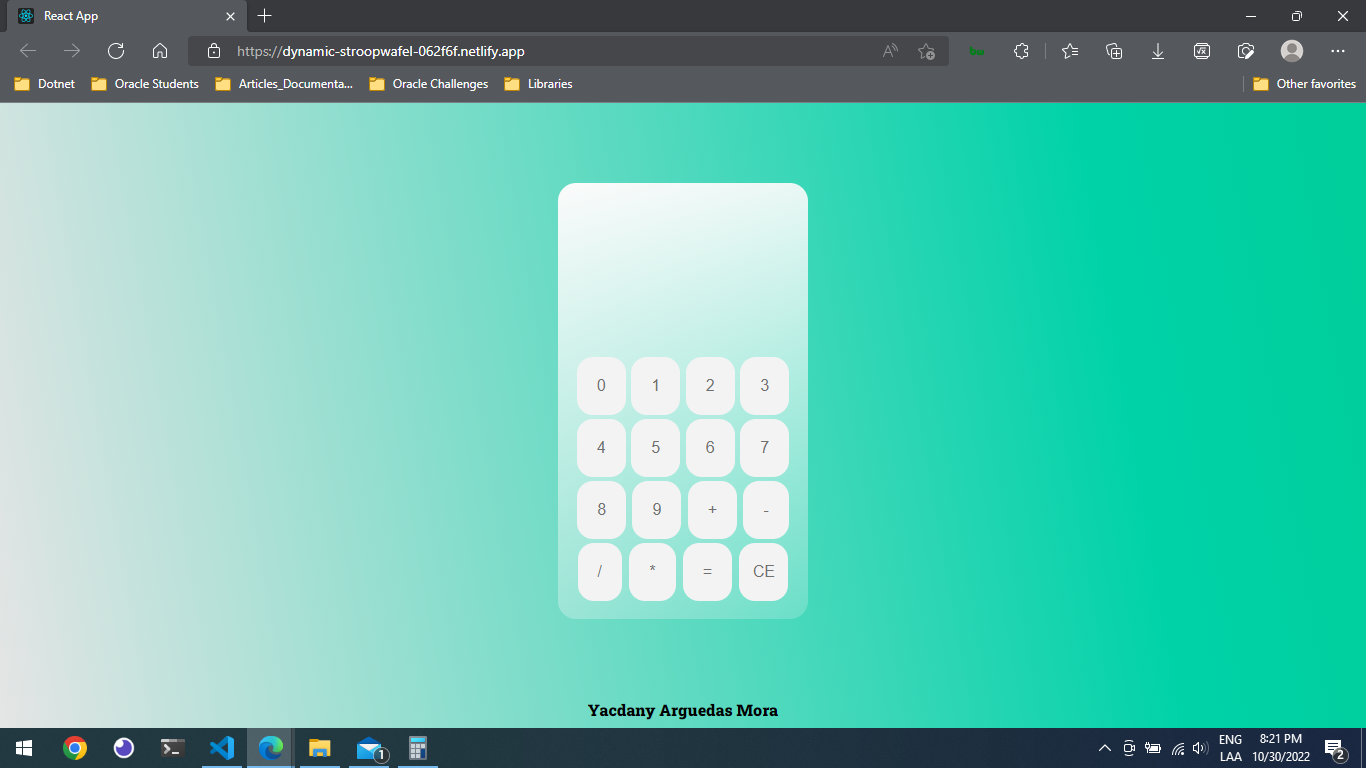 React App
https://dynamic-stroopwafel-062f6f.netlify.app
Dotnet Oracle Students Articles_Documenta... Oracle Challenges Libraries Other favorites
0 1 2 3
4 5 6 7
8 9 + -
/ * = CE
Yacdany Arguedas Mora
ENG 8:21 PM
LAA 10/30/2022
1
2